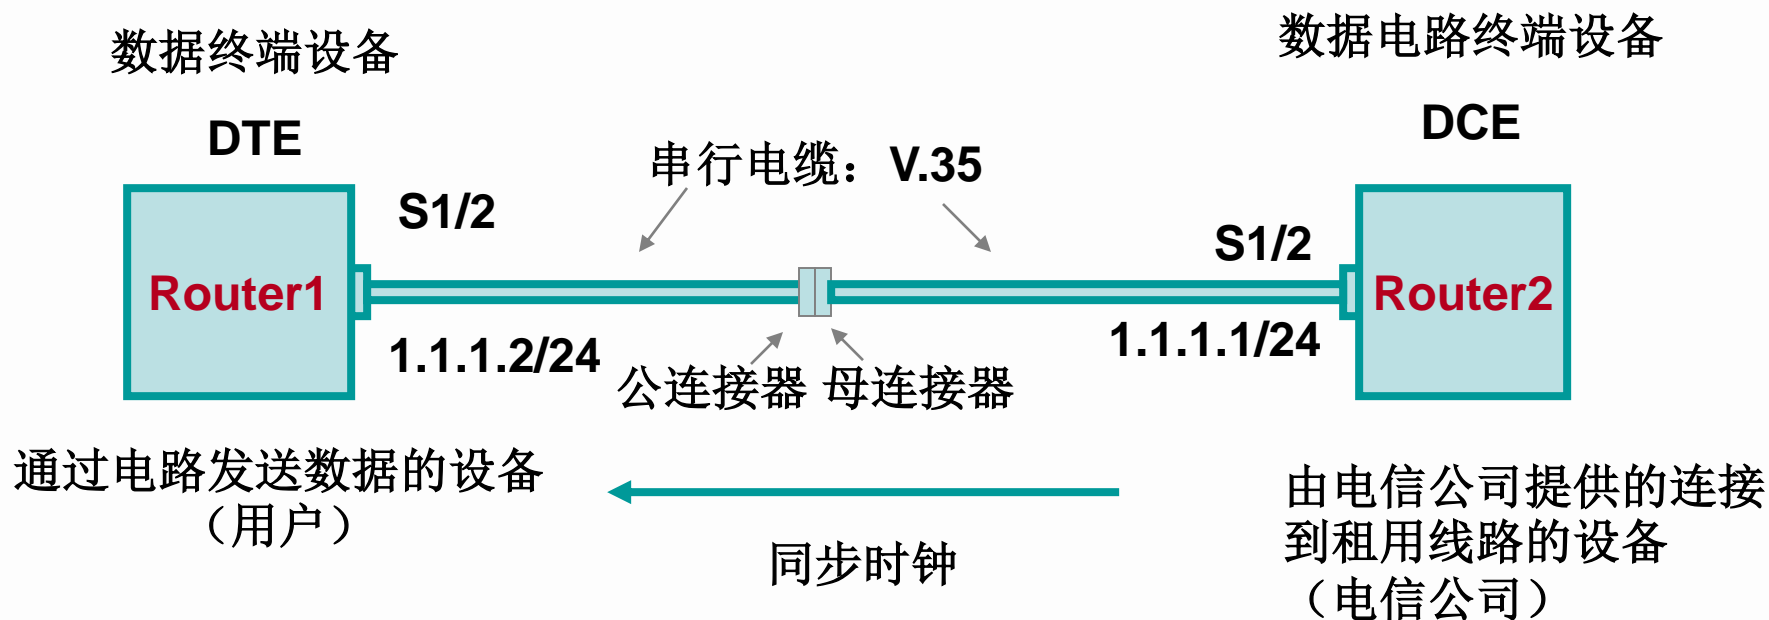 数据终端设备
数据电路终端设备
DTE
DCE
串行电缆：V.35
S1/2
S1/2
Router1
Router2
1.1.1.2/24
1.1.1.1/24
公连接器 母连接器
通过电路发送数据的设备
（用户）
同步时钟
由电信公司提供的连接
到租用线路的设备
（电信公司）